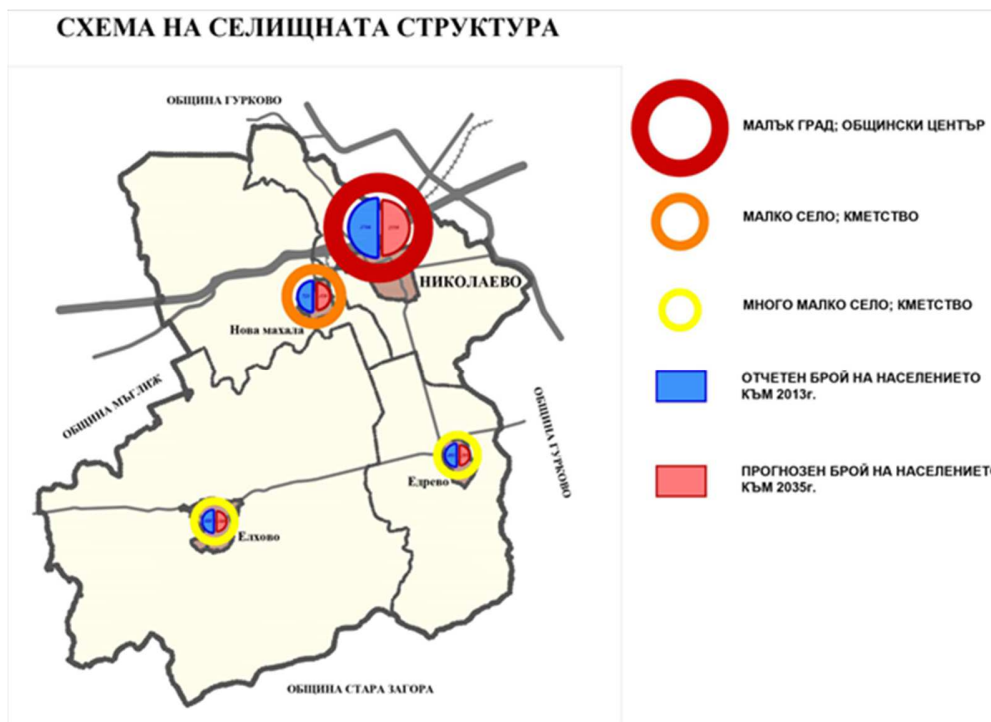 СХЕМА НА СЕЛИЩНАТА СТРУКТУРА
ОБЩИНА ГУРКОВО
НИКОЛАЕВО
Нова махала
ОБЩИНА МЪГЛИЖ
ОБЩИНА ГУРКОВО
Едрево
Елхово
ОБЩИНА СТАРА ЗАГОРА
МАЛЪК ГРАД; ОБЩИНСКИ ЦЕНТЪР
МАЛКО СЕЛО; КМЕТСТВО
МНОГО МАЛКО СЕЛО; КМЕТСТВО
ОТЧЕТЕН БРОЙ НА НАСЕЛЕНИЕТО
КЪМ 2013г.
ПРОГНОЗЕН БРОЙ НА НАСЕЛЕНИЕТО
КЪМ 2035г.